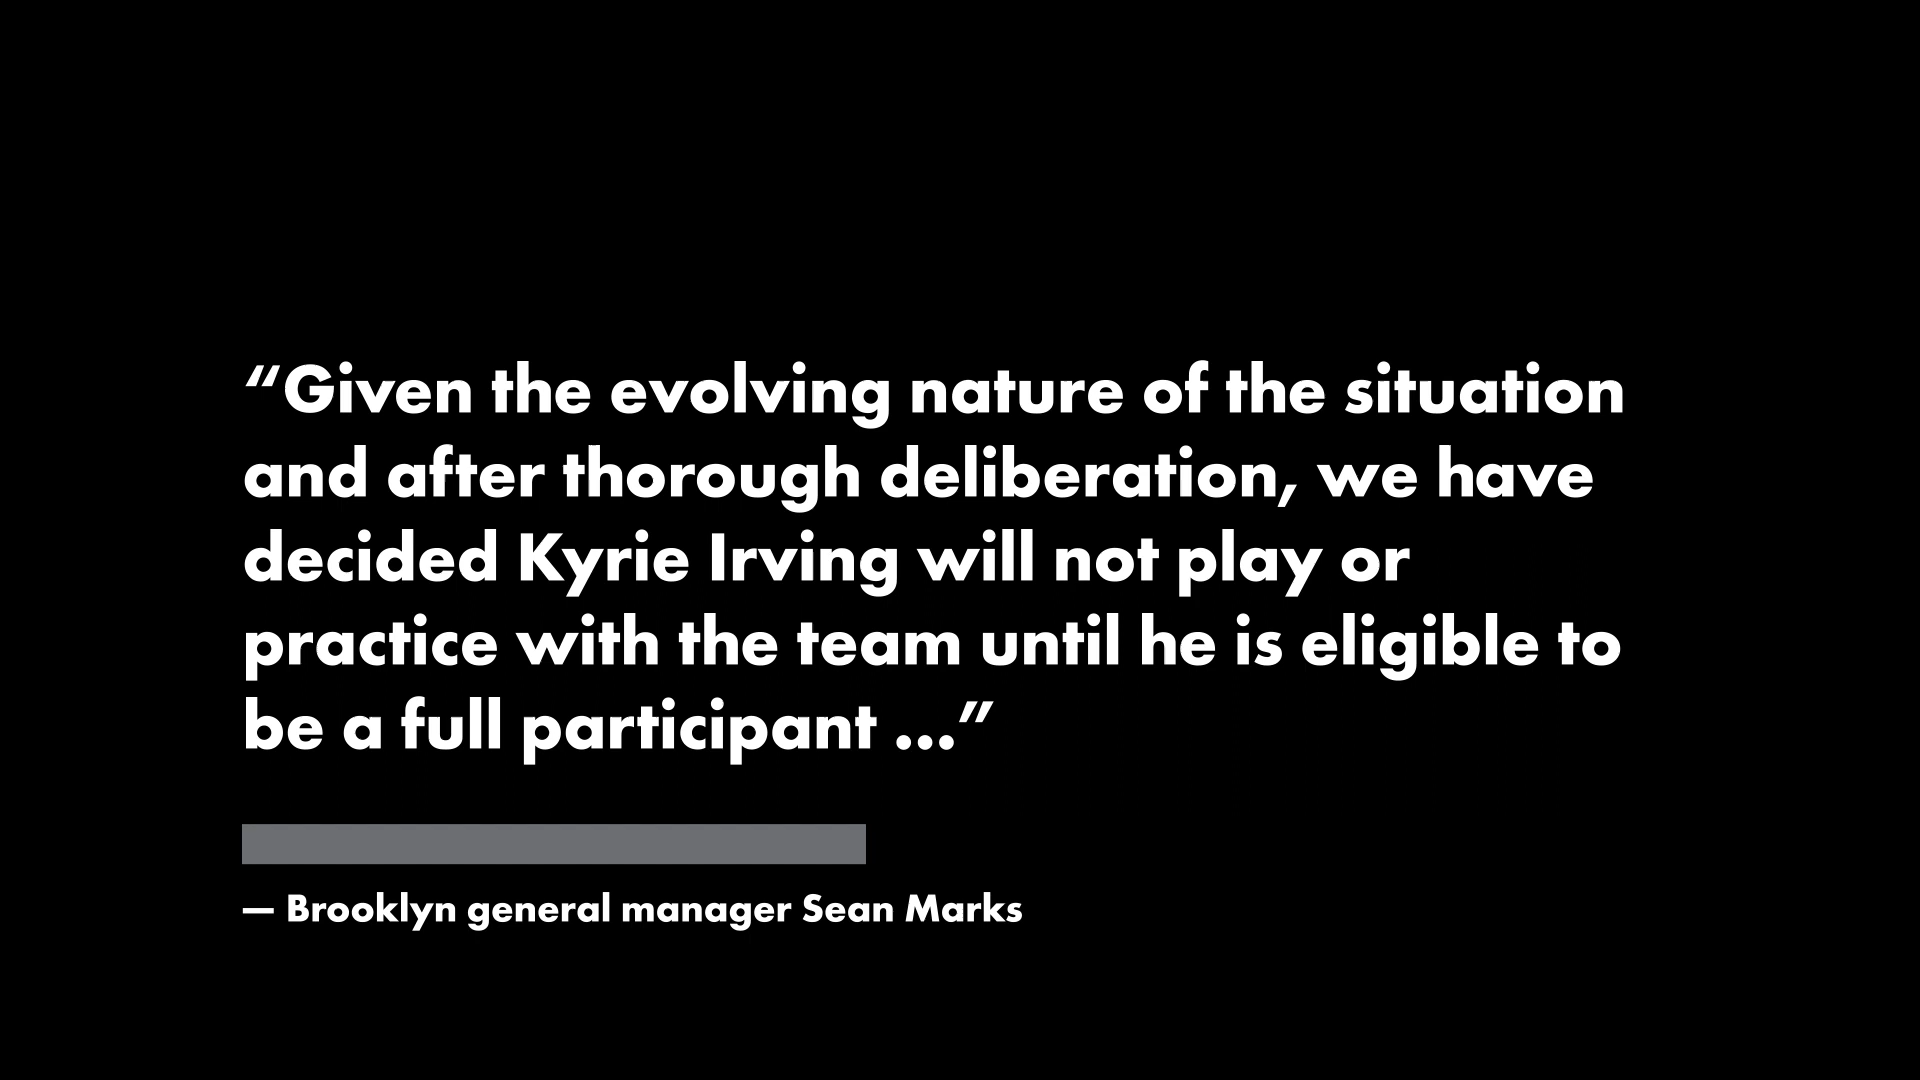 “Given the evolving nature of the situation
and after thorough deliberation, we have
decided Kyrie Irving will not play or
practice with the team until he is eligible to
be a full participant ...”
— Brooklyn general manager Sean Marks